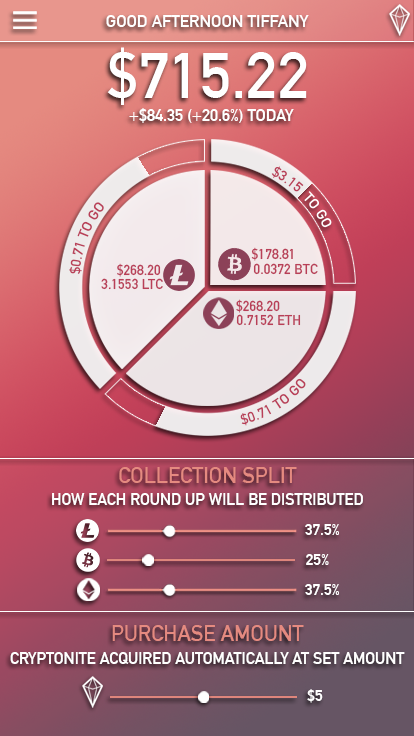 GOOD AFTERNOON TIFFANY
$715.22
+$84.35 (+20.6%) TODAY
$3.15 TO GO
$0.71 TO GO
$178.81
0.0372 BTC
$268.20
3.1553 LTC
$268.20
0.7152 ETH
$0.71 TO GO
COLLECTION SPLIT
HOW EACH ROUND UP WILL BE DISTRIBUTED
37.5%
25%
37.5%
PURCHASE AMOUNT
CRYPTONITE ACQUIRED AUTOMATICALLY AT SET AMOUNT
$5